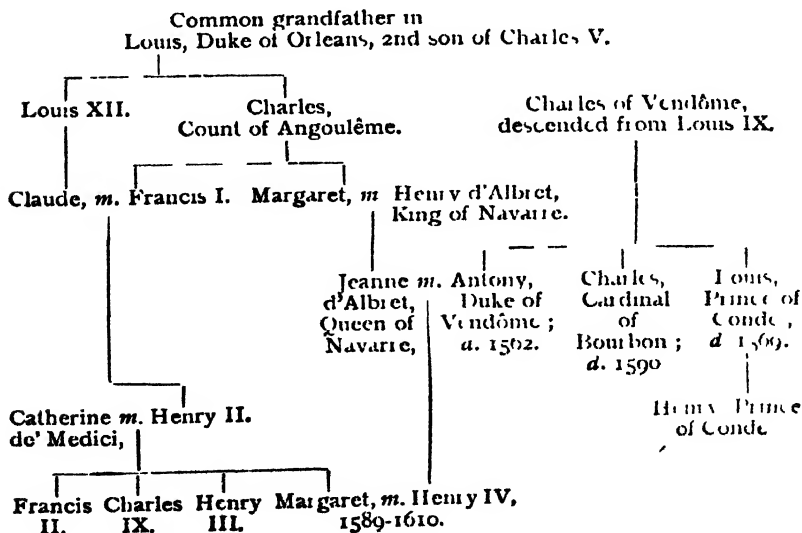 Common grandfather in
Louis, Duke of Orleans, 2nd son of Charles V.
Louis XII.
Charles,
Count of Angoulême.
Charles of Vendôme,
descended from Louis IX.
Claude, m. Francis I.
Margaret, m
Henry d'Albret,
King of Navarre.
Jeanne m. Antony,
d'Albret, Duke of
Queen of Vendôme ;
Navarre, d. 1562.
Charles,
Cardinal
of
Bourbon ;
d. 1590
Louis,
Prince of
Conde,
d 1569.
Henry Prince
of Conde
Catherine m. Henry II.
de' Medici,
Francis
II.
Charles
IX.
Henry
III.
Margaret, m. Henry IV,
1589-1610.